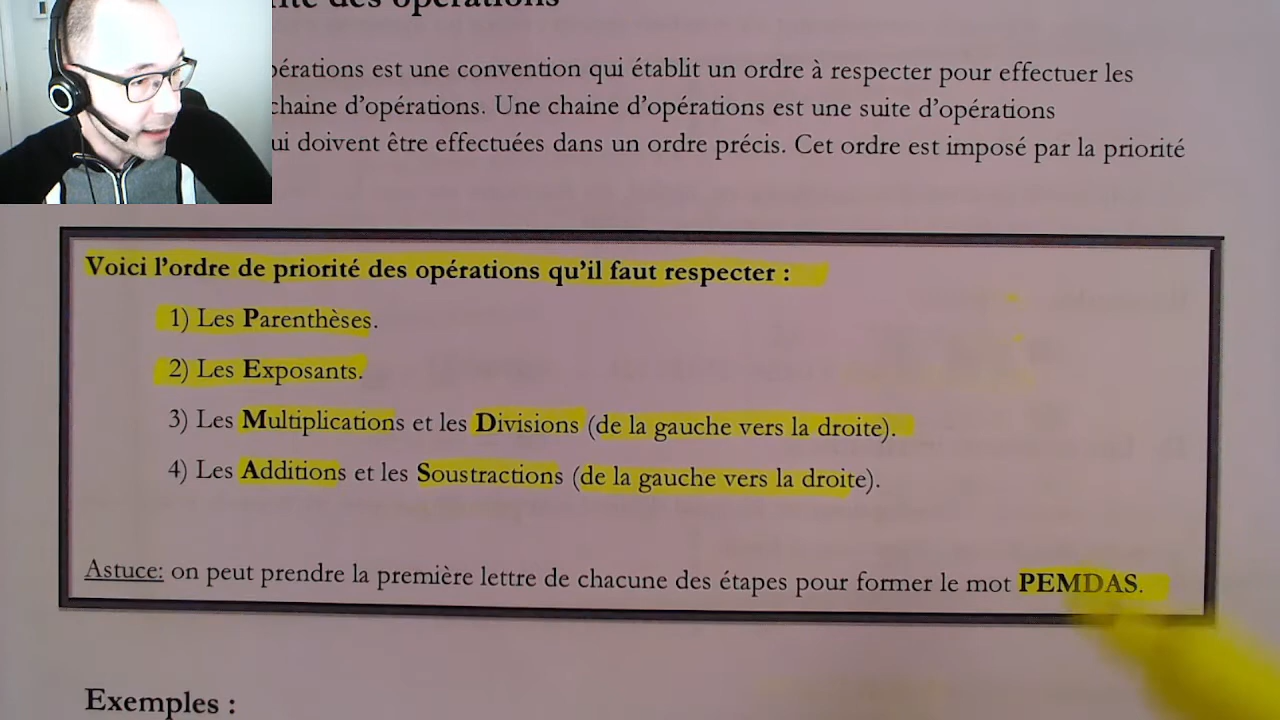 des opérations
opérations est une convention qui établit un ordre à respecter pour effectuer les
chaine d'opérations. Une chaine d'opérations est une suite d'opérations
qui doivent être effectuées dans un ordre précis. Cet ordre est imposé par la priorité
Voici l'ordre de priorité des opérations qu'il faut respecter :
1) Les Parenthèses.
2) Les Exposants.
3) Les Multiplications et les Divisions (de la gauche vers la droite).
4) Les Additions et les Soustractions (de la gauche vers la droite).
Astuce: on peut prendre la première lettre de chacune des étapes pour former le mot PEMDAS.
Exemples :